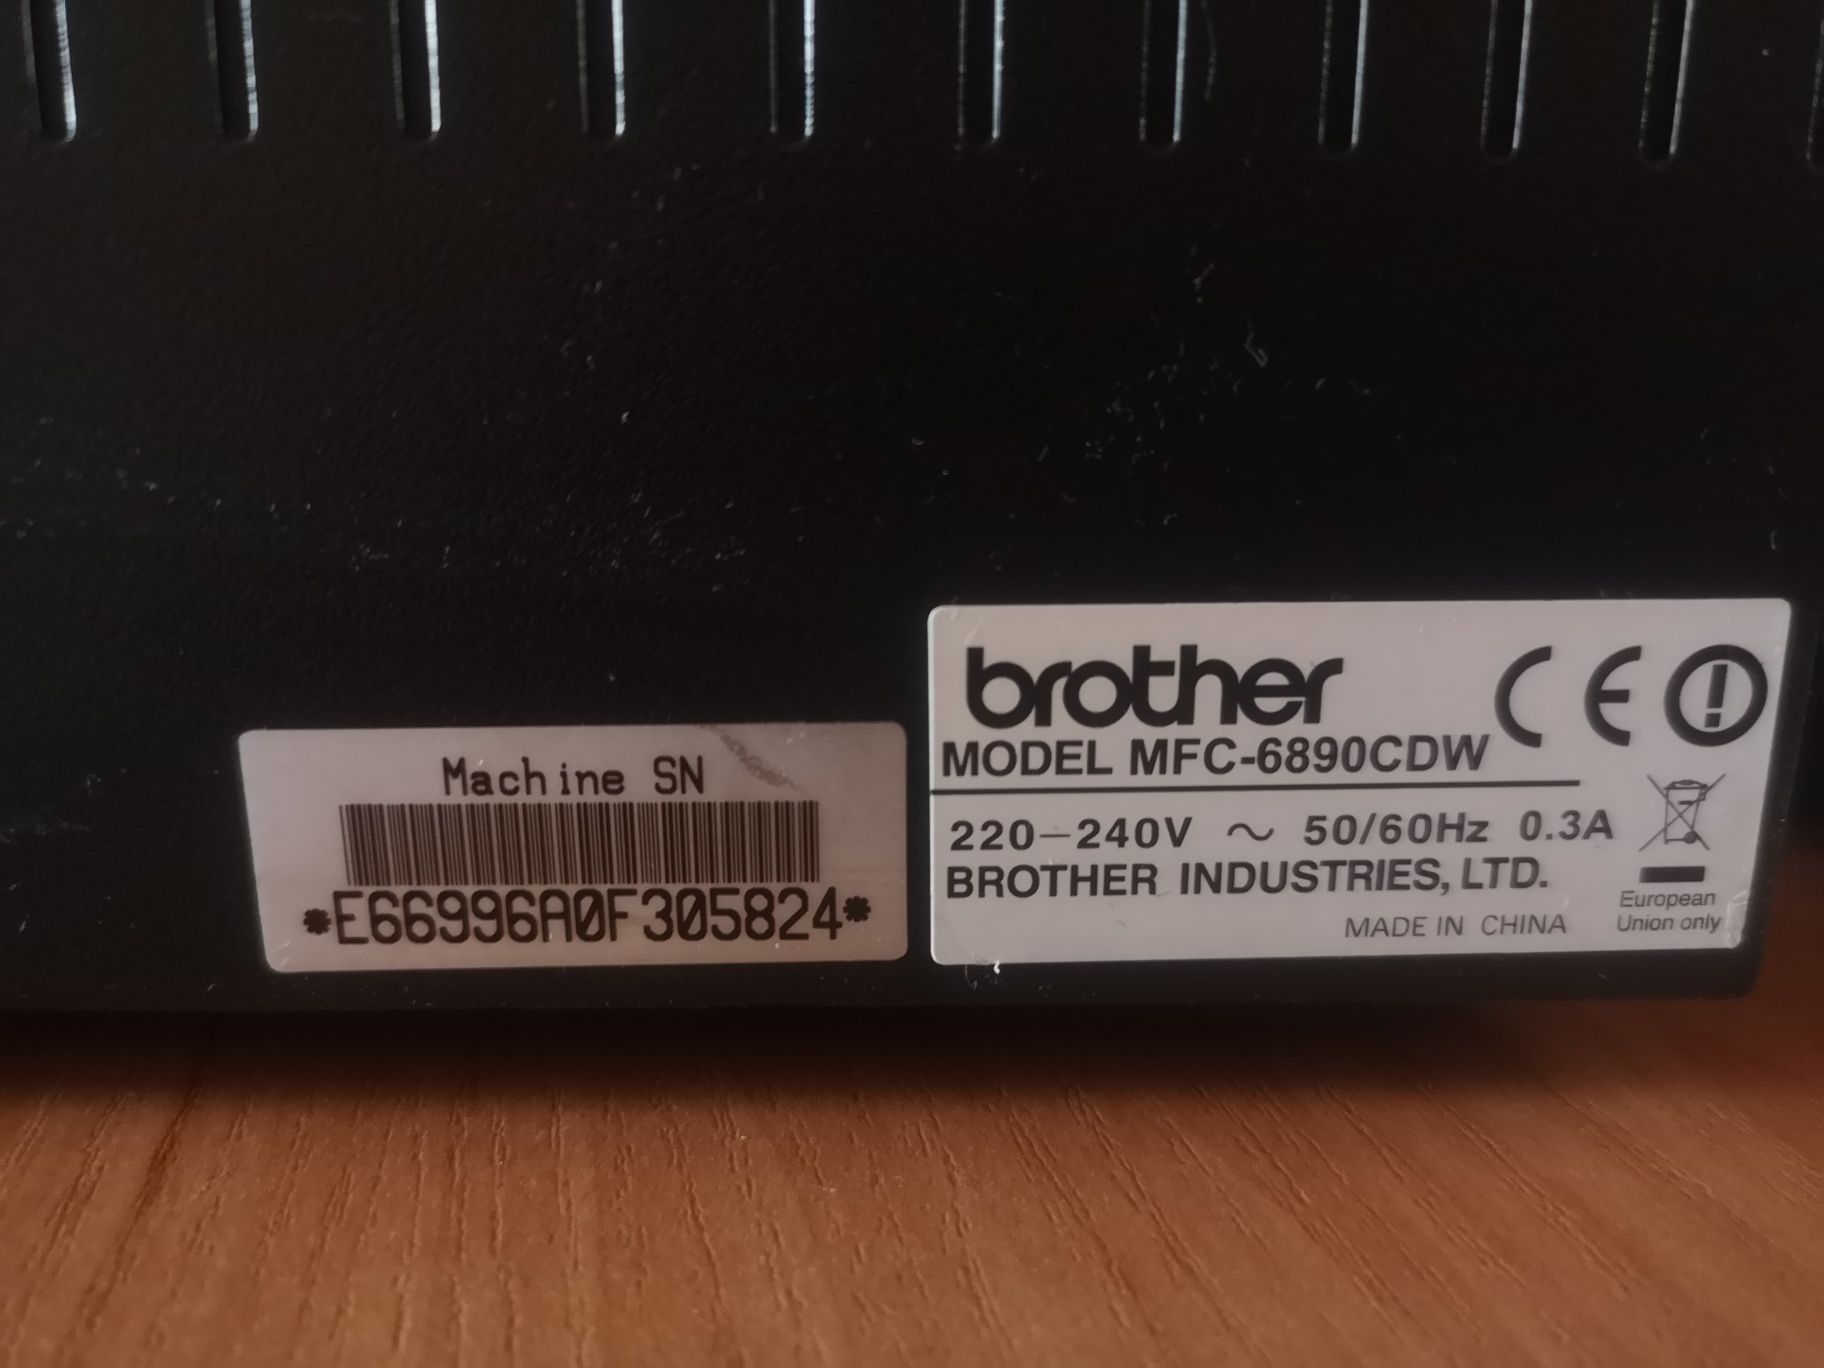 Machine SN
*E66996A0F305824*
brother
CE
MODEL MFC-6890CDW
220-240V ~ 50/60Hz 0.3A
BROTHER INDUSTRIES, LTD.
MADE IN CHINA
European
Union only